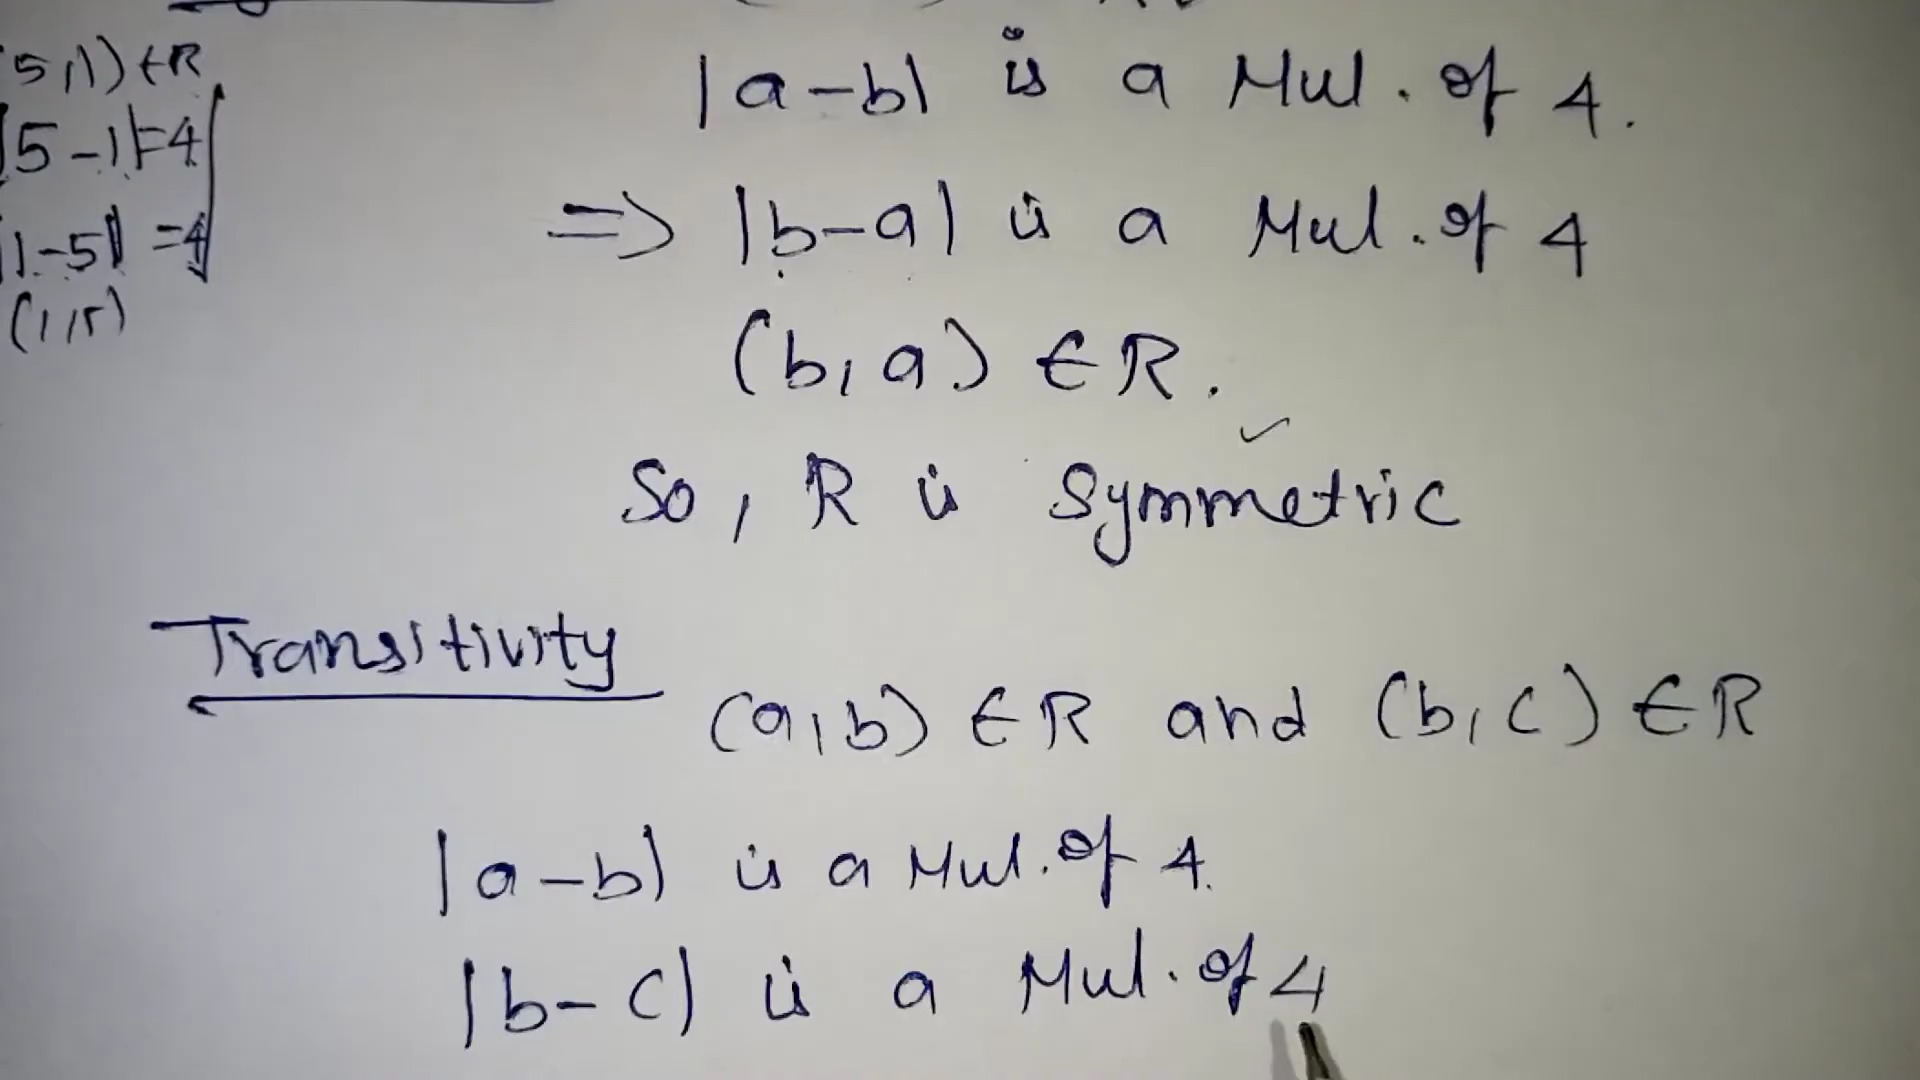 5,1) ∈ R
|5-1|=4
|1-5| =4
(1,5)
|a-b| is a Mul. of 4.
=> |b-a| is a Mul. of 4
(b, a) ∈ R.
So, R is Symmetric
Transitivity
(a,b) ∈ R and (b,c) ∈ R
|a-b| is a Mul. of 4.
|b-c| is a Mul. of 4